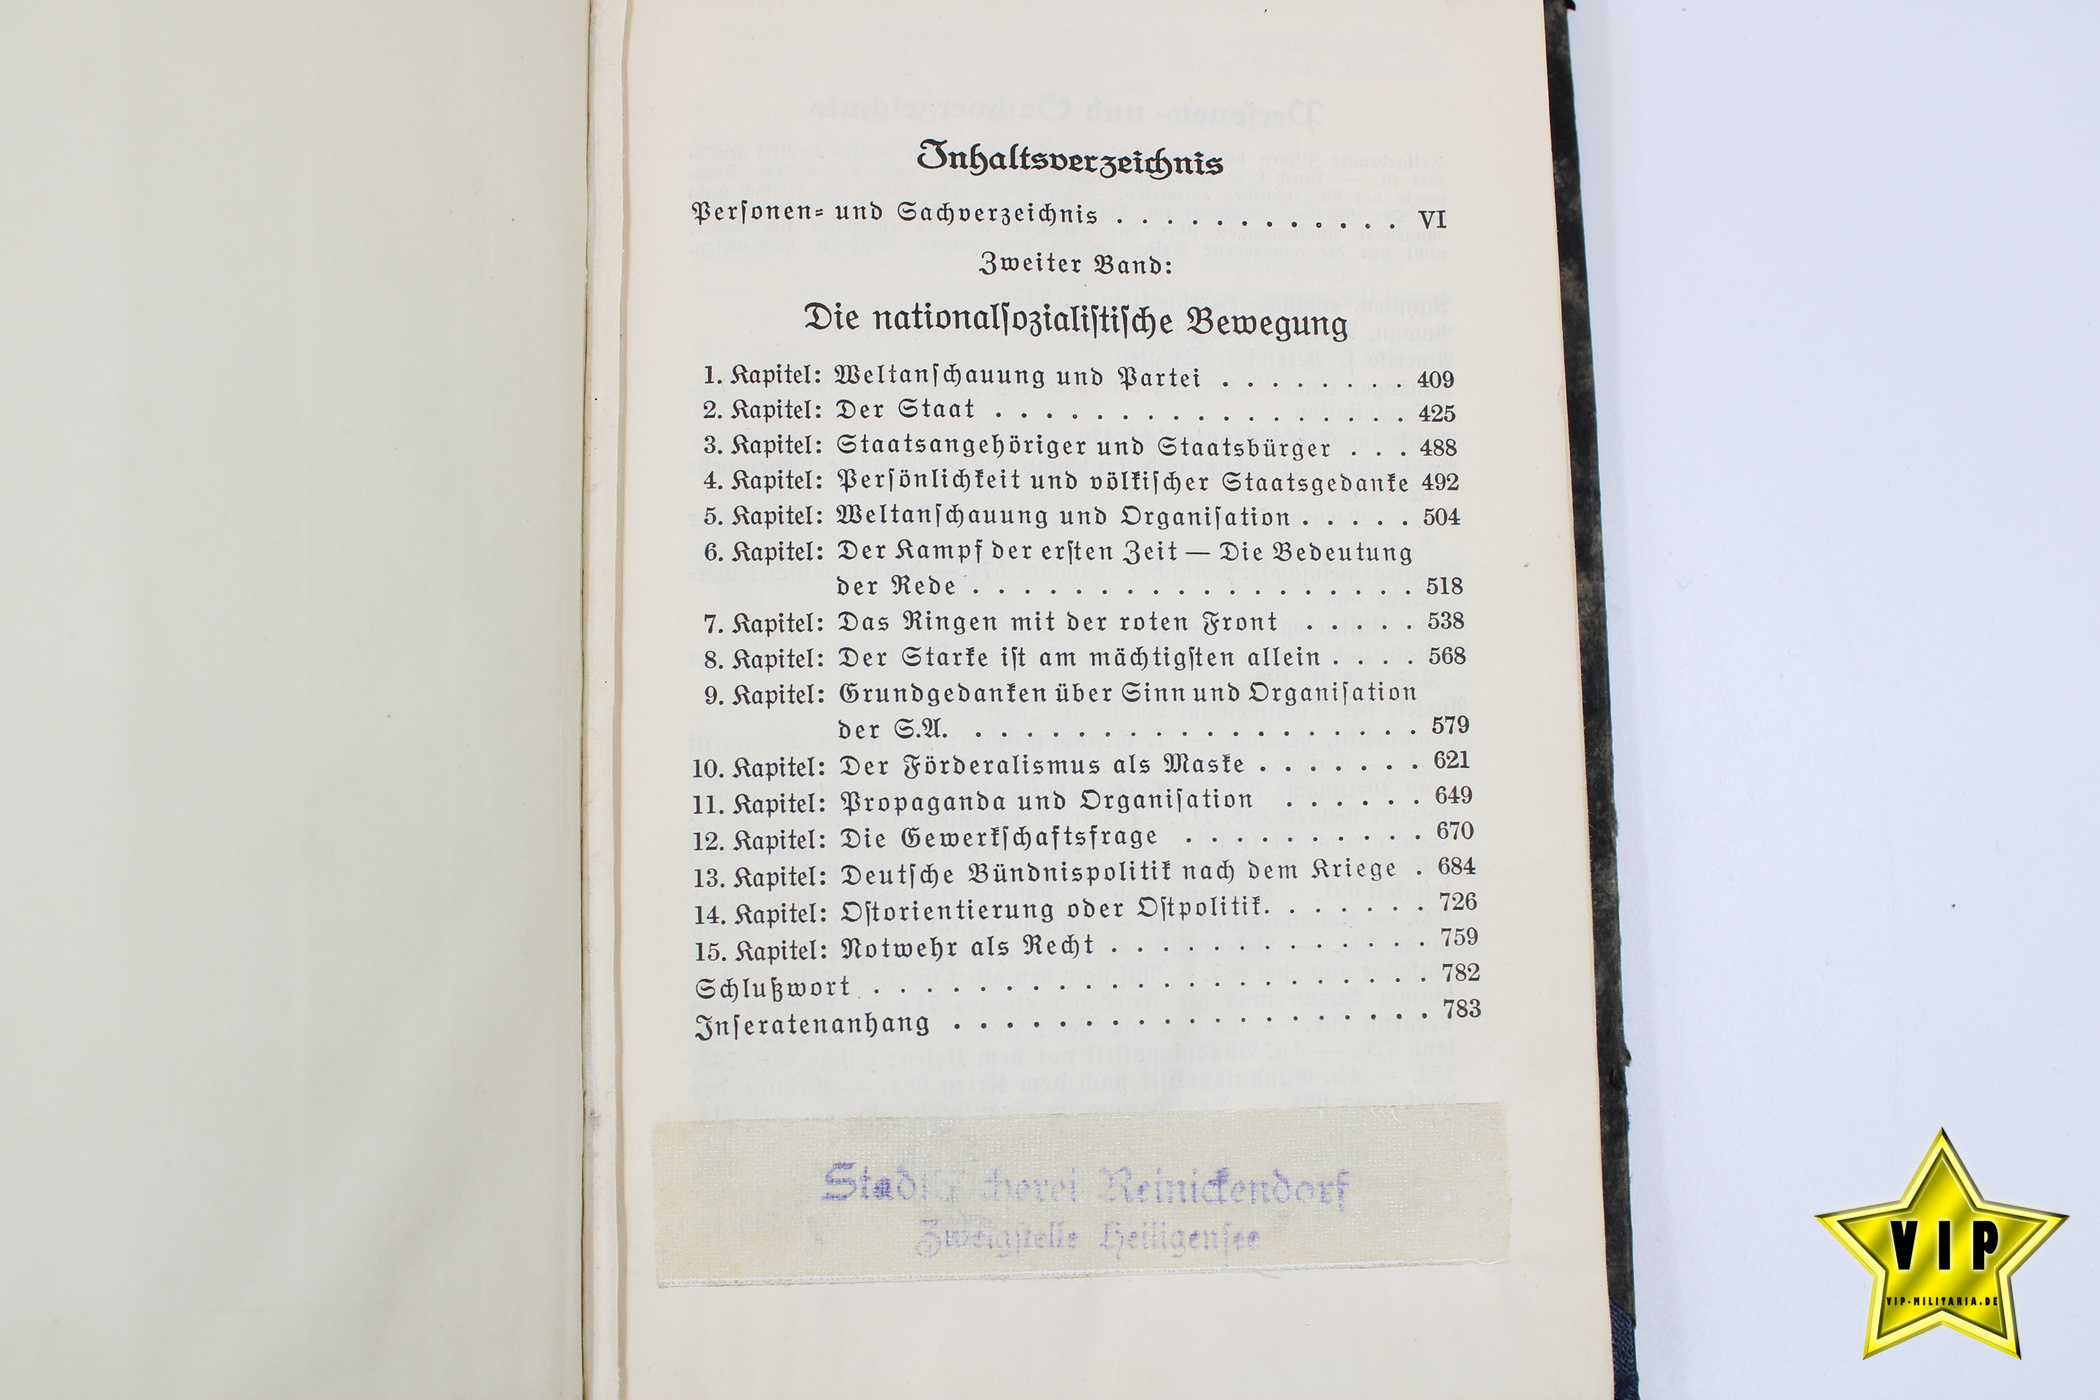 Inhaltsverzeichnis
Personen- und Sachverzeichnis . . . . . . . . . . . . VI
Zweiter Band:
Die nationalsozialistische Bewegung
1. Kapitel: Weltanschauung und Partei . . . . . . . . 409
2. Kapitel: Der Staat . . . . . . . . . . . . . . . . . 425
3. Kapitel: Staatsangehöriger und Staatsbürger . . . 488
4. Kapitel: Persönlichkeit und völkischer Staatsgedanke 492
5. Kapitel: Weltanschauung und Organisation . . . . . 504
6. Kapitel: Der Kampf der ersten Zeit — Die Bedeutung
der Rede . . . . . . . . . . . . . . . . . . 518
7. Kapitel: Das Ringen mit der roten Front . . . . . 538
8. Kapitel: Der Starke ist am mächtigsten allein . . . . 568
9. Kapitel: Grundgedanken über Sinn und Organisation
der S.A. . . . . . . . . . . . . . . . . . . 579
10. Kapitel: Der Förderalismus als Maske . . . . . . . 621
11. Kapitel: Propaganda und Organisation . . . . . . 649
12. Kapitel: Die Gewerkschaftsfrage . . . . . . . . . . 670
13. Kapitel: Deutsche Bündnispolitik nach dem Kriege . 684
14. Kapitel: Ostorientierung oder Ostpolitik. . . . . . . 726
15. Kapitel: Notwehr als Recht . . . . . . . . . . . . . 759
Schlußwort . . . . . . . . . . . . . . . . . . . . . . 782
Inseratenanhang . . . . . . . . . . . . . . . . . . . 783
Reinickendorf
Zweigstelle Heiligensee
VIP
VIP-MILITARIA.DE